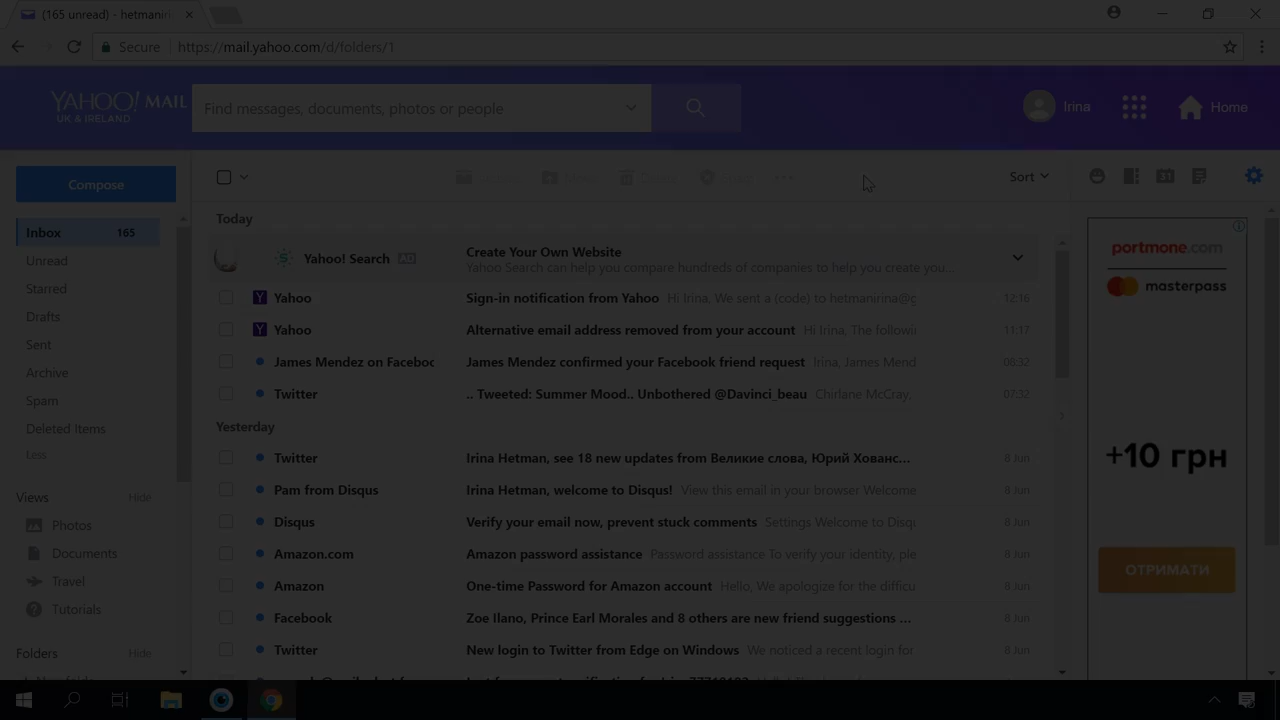 (165 unread) - hetmaniri
Secure
https://mail.yahoo.com/d/folders/1
YAHOO! MAIL
UK & IRELAND
Find messages, documents, photos or people
Irina
Home
Compose
Sort
Inbox 165
Unread
Starred
Drafts
Sent
Archive
Spam
Deleted Items
Less
Views Hide
Photos
Documents
Travel
Tutorials
Folders Hide
Today
Yahoo! Search AD Create Your Own Website
Yahoo Search can help you compare hundreds of companies to help you create you...
Yahoo Sign-in notification from Yahoo Hi Irina, We sent a (code) to hetmanirina@g 12:16
Yahoo Alternative email address removed from your account Hi Irina, The followin 11:17
James Mendez on Faceboc James Mendez confirmed your Facebook friend request Irina, James Mend 08:32
Twitter .. Tweeted: Summer Mood.. Unbothered @Davinci_beau Chirlane McCray, 07:32
Yesterday
Twitter Irina Hetman, see 18 new updates from Великие слова, Юрий Хованс... 8 Jun
Pam from Disqus Irina Hetman, welcome to Disqus! View this email in your browser Welcome 8 Jun
Disqus Verify your email now, prevent stuck comments Settings Welcome to Disqu 8 Jun
Amazon.com Amazon password assistance Password assistance To verify your identity, ple 8 Jun
Amazon One-time Password for Amazon account Hello, We apologize for the difficu 8 Jun
Facebook Zoe Ilano, Prince Earl Morales and 8 others are new friend suggestions ... 8 Jun
Twitter New login to Twitter from Edge on Windows We noticed a recent login for 8 Jun
31
portmone.com
masterpass
+10 грн
ОТРИМАТИ